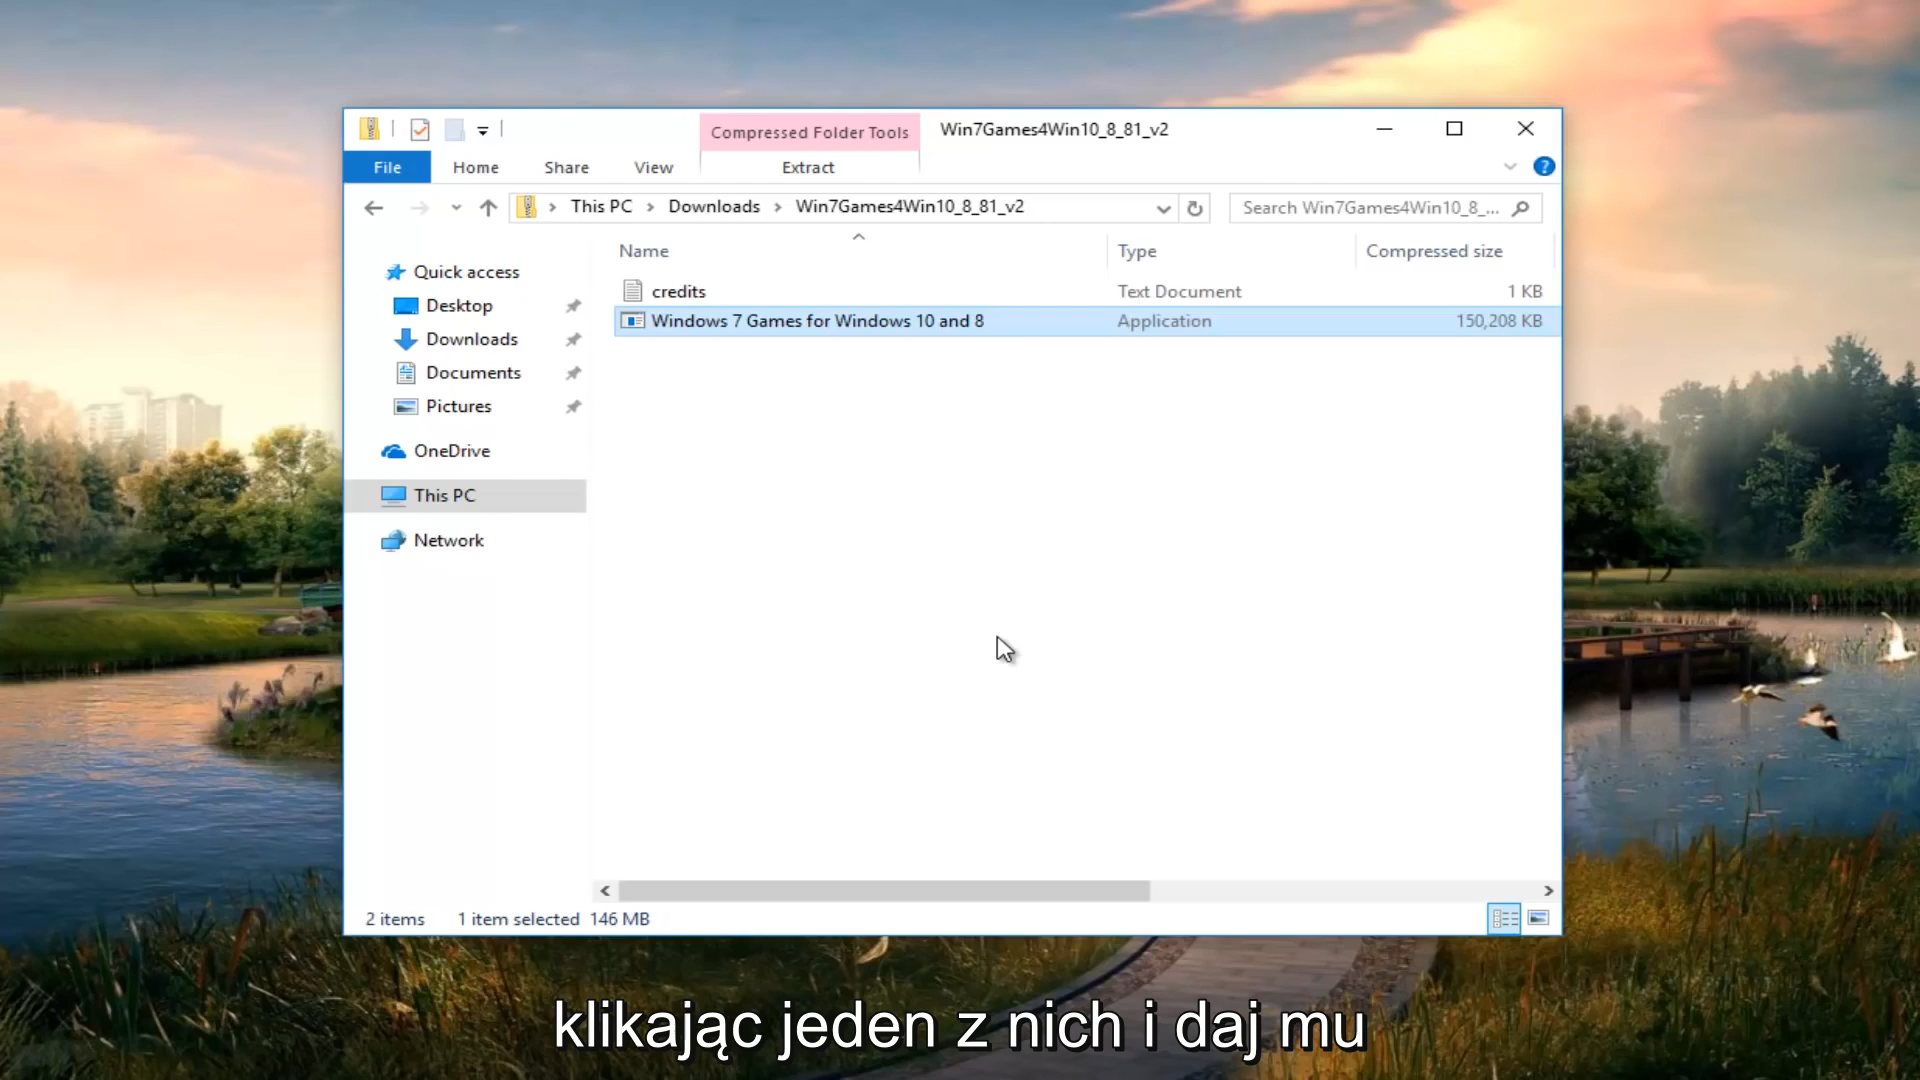 Compressed Folder Tools
Win7Games4Win10_8_81_v2
File
Home
Share
View
Extract
?
This PC
Downloads
Win7Games4Win10_8_81_v2
Search Win7Games4Win10_8_...
Name
Type
Compressed size
Quick access
Desktop
Downloads
Documents
Pictures
OneDrive
This PC
Network
credits
Text Document
1 KB
Windows 7 Games for Windows 10 and 8
Application
150,208 KB
2 items
1 item selected 146 MB
klikając jeden z nich i daj mu